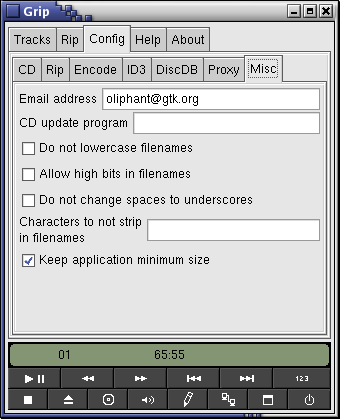 Grip
Tracks Rip Config Help About
CD Rip Encode ID3 DiscDB Proxy Misc
Email address oliphant@gtk.org
CD update program
Do not lowercase filenames
Allow high bits in filenames
Do not change spaces to underscores
Characters to not strip
in filenames
Keep application minimum size
01 65:55
123